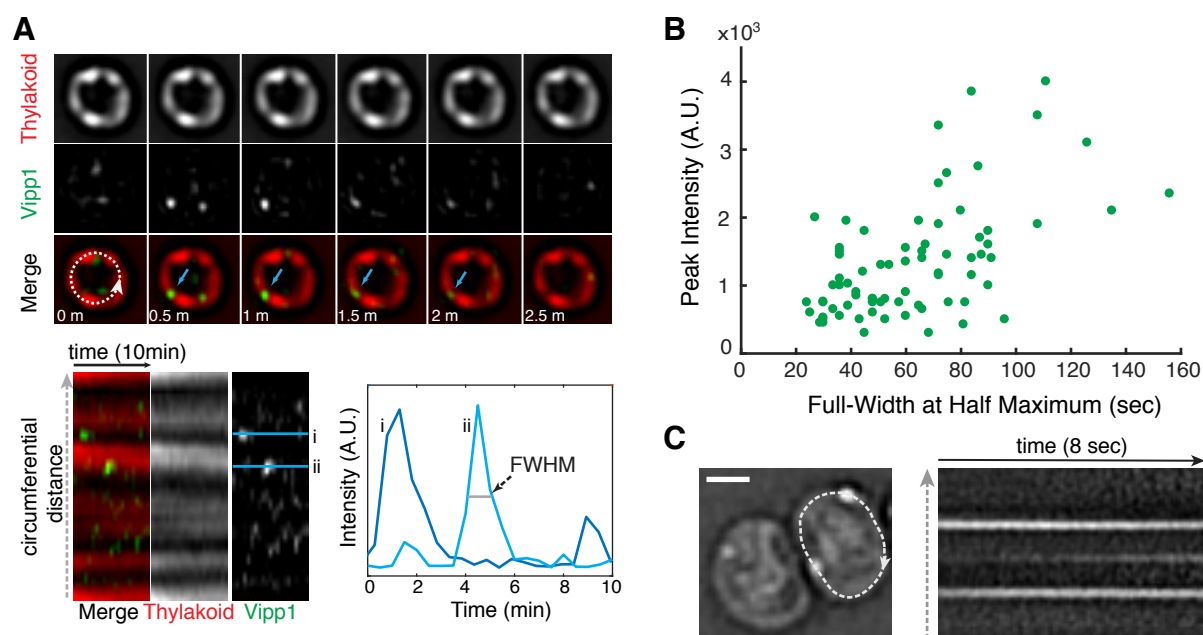 A
Thylakoid
Vipp1
Merge
0 m
0.5 m
1 m
1.5 m
2 m
2.5 m
time (10min)
circumferential
distance
i
ii
Merge
Thylakoid
Vipp1
Intensity (A.U.)
i
ii
FWHM
0
2
4
6
8
10
Time (min)
B
x10³
Peak Intensity (A.U.)
4
3
2
1
0
0
20
40
60
80
100
120
140
160
Full-Width at Half Maximum (sec)
C
time (8 sec)